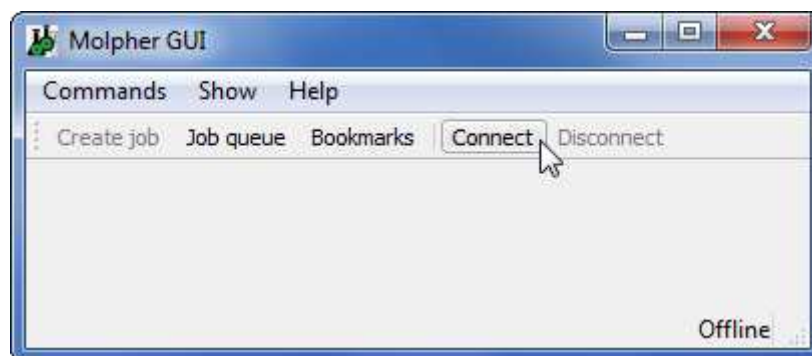 Molpher GUI
Commands Show Help
Create job Job queue Bookmarks Connect Disconnect
Offline